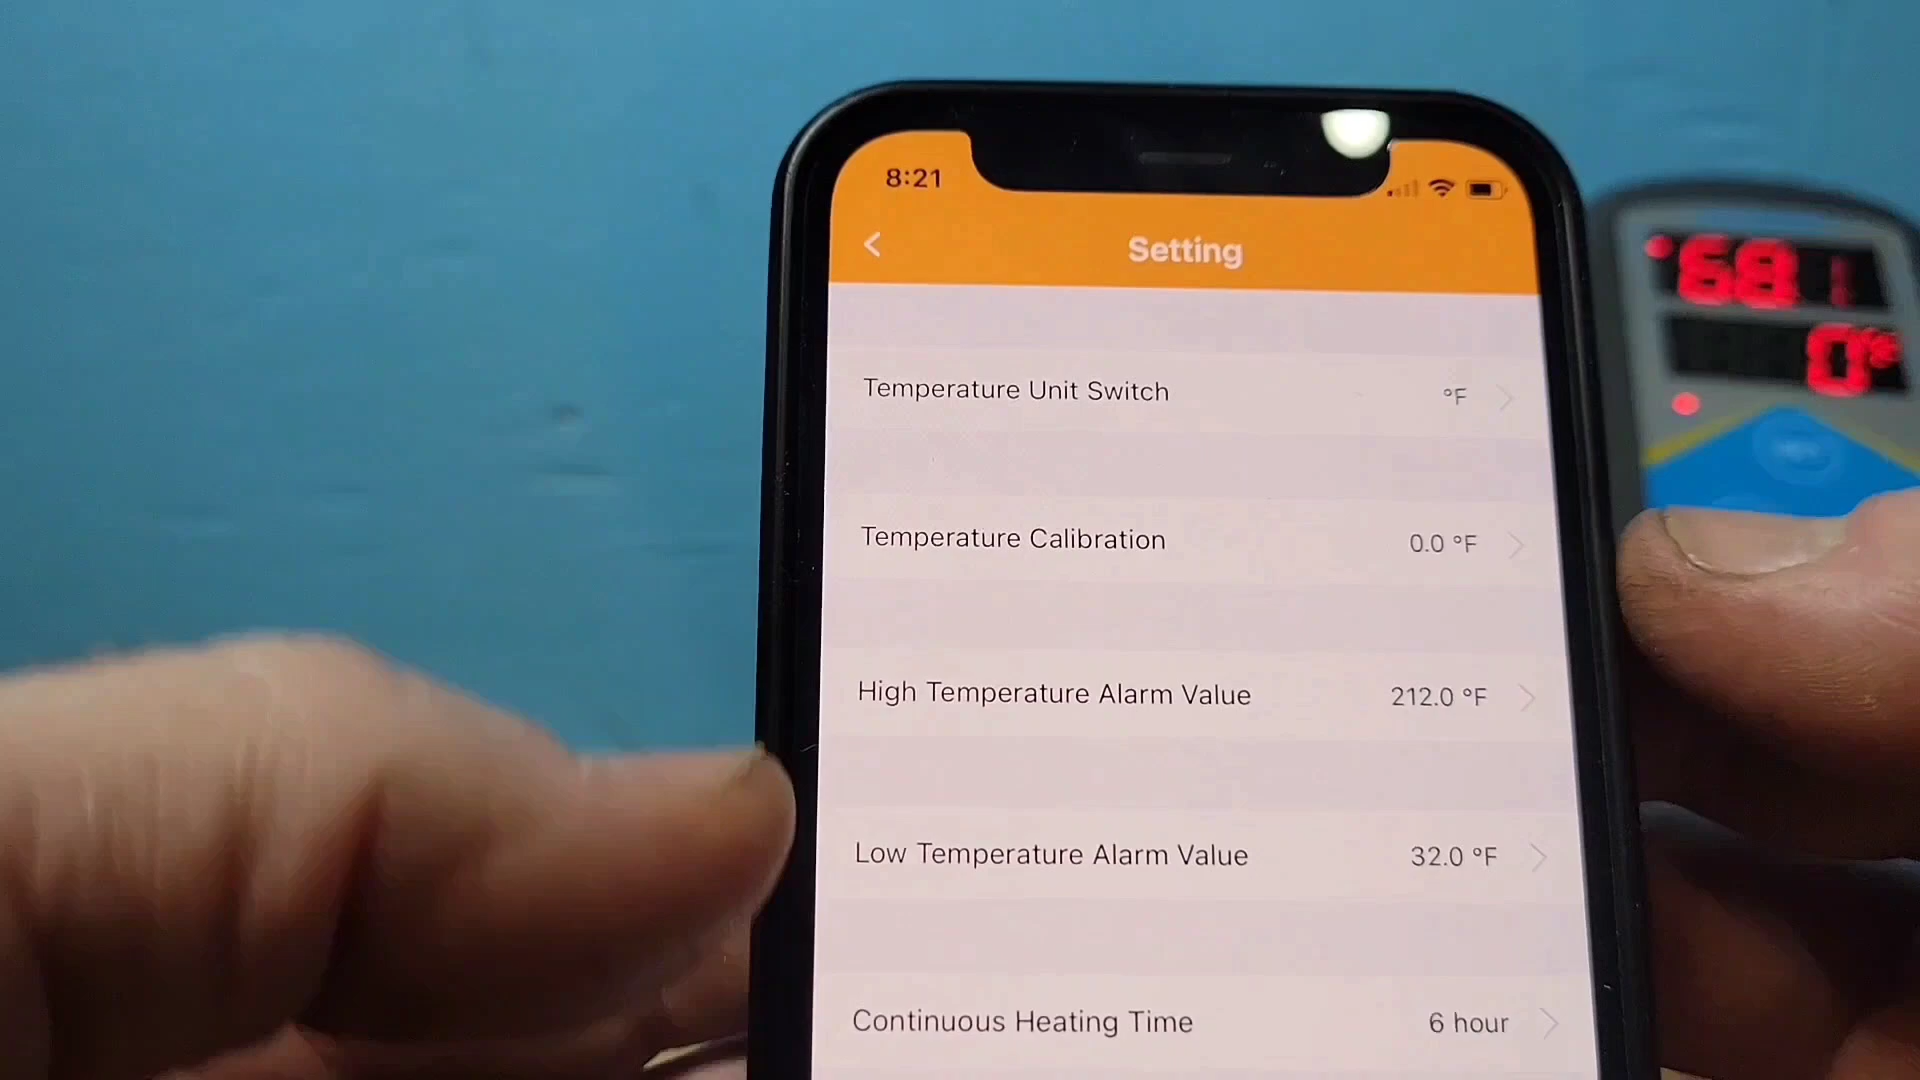 8:21
Setting
Temperature Unit Switch °F
Temperature Calibration 0.0 °F
High Temperature Alarm Value 212.0 °F
Low Temperature Alarm Value 32.0 °F
Continuous Heating Time 6 hour
68.1
0°F